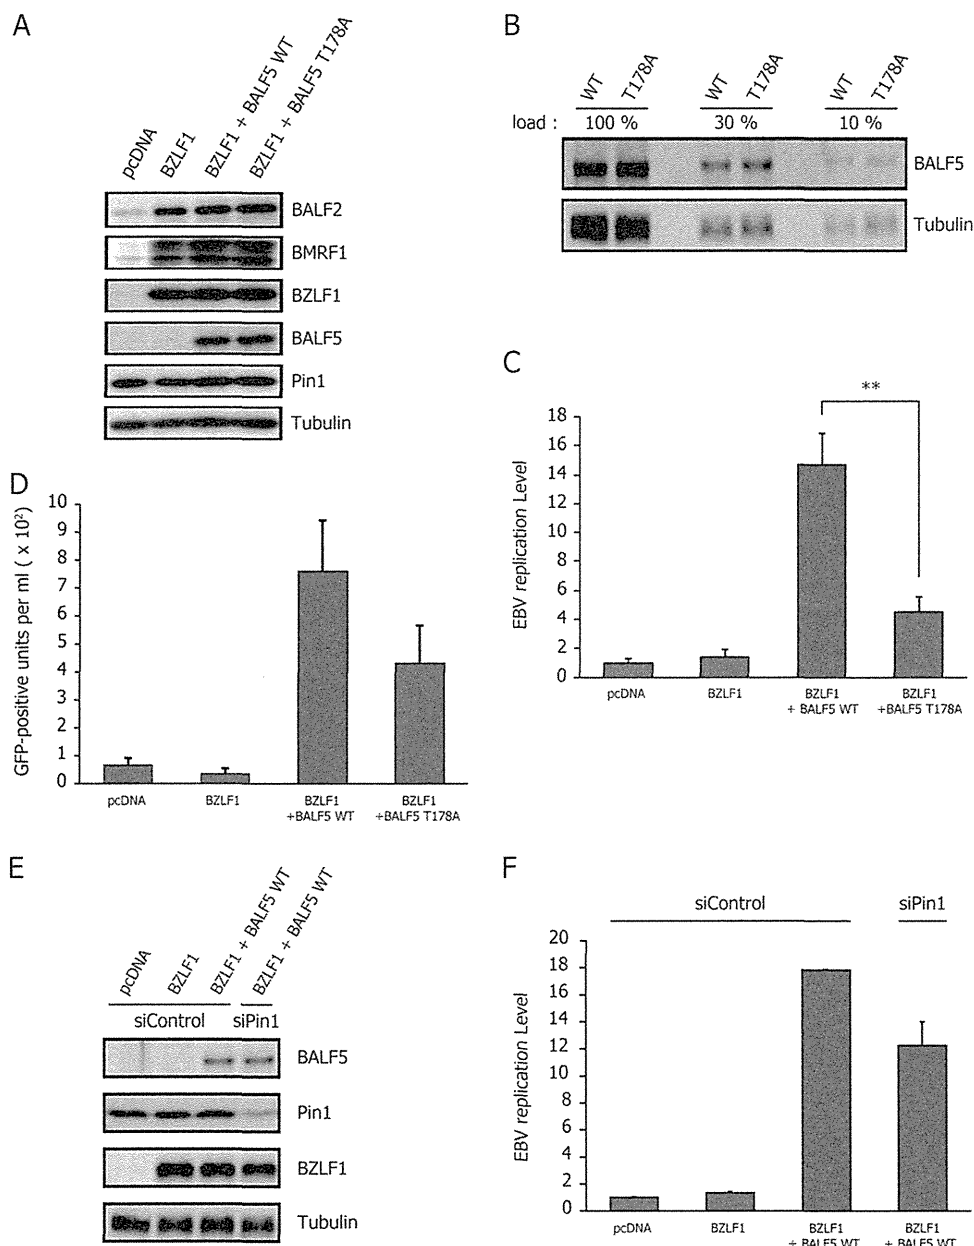 A
pcDNA
BZLF1
BZLF1 + BALF5 WT
BZLF1 + BALF5 T178A
BALF2
BMRF1
BZLF1
BALF5
Pin1
Tubulin
B
WT
T178A
WT
T178A
WT
T178A
load : 100 % 30 % 10 %
BALF5
Tubulin
C
**
EBV replication Level
18
16
14
12
10
8
6
4
2
0
pcDNA
BZLF1
BZLF1
+ BALF5 WT
BZLF1
+BALF5 T178A
D
GFP-positive units per ml ( x 10²)
10
9
8
7
6
5
4
3
2
1
0
pcDNA
BZLF1
BZLF1
+BALF5 WT
BZLF1
+BALF5 T178A
E
pcDNA
BZLF1
BZLF1 + BALF5 WT
BZLF1 + BALF5 WT
siControl siPin1
BALF5
Pin1
BZLF1
Tubulin
F
siControl siPin1
EBV replication Level
20
18
16
14
12
10
8
6
4
2
0
pcDNA
BZLF1
BZLF1
+ BALF5 WT
BZLF1
+ BALF5 WT